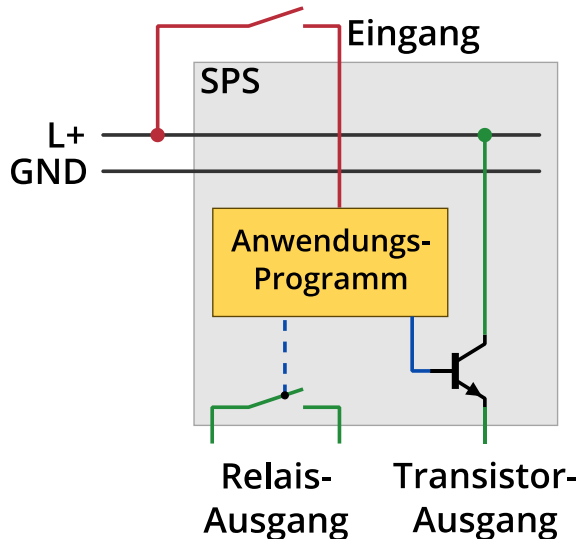 Eingang
SPS
L+
GND
Anwendungs-
Programm
Relais-
Ausgang
Transistor-
Ausgang